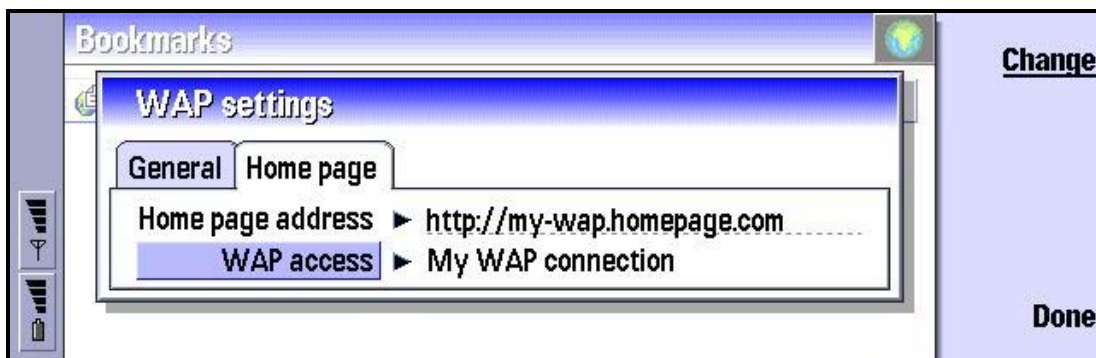 Bookmarks
Change
WAP settings
General Home page
Home page address http://my-wap.homepage.com
WAP access My WAP connection
Done